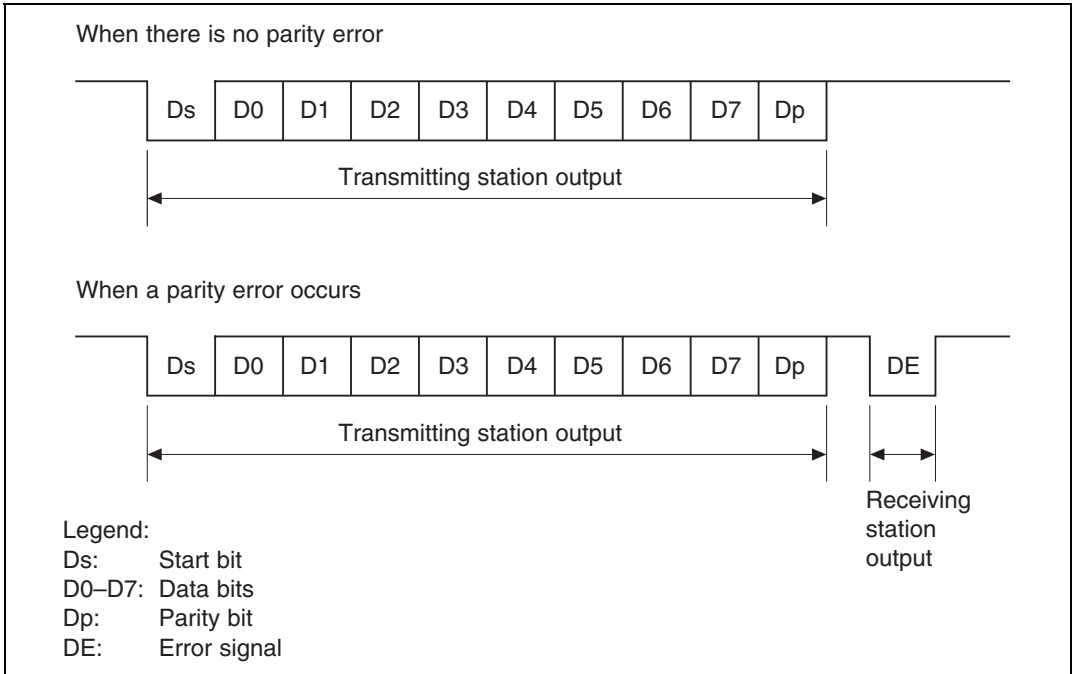 When there is no parity error
Ds D0 D1 D2 D3 D4 D5 D6 D7 Dp
Transmitting station output
When a parity error occurs
Ds D0 D1 D2 D3 D4 D5 D6 D7 Dp DE
Transmitting station output
Receiving
station
output
Legend:
Ds: Start bit
D0–D7: Data bits
Dp: Parity bit
DE: Error signal